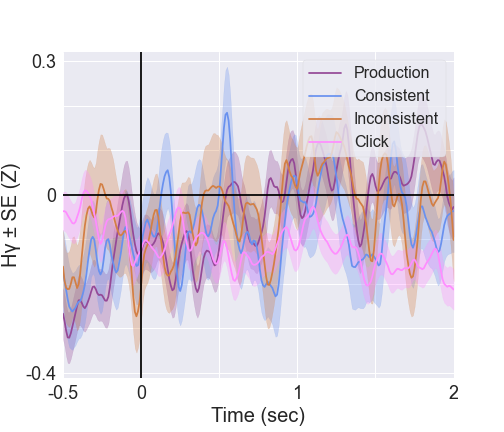 Hγ ± SE (Z)
0.3
0
-0.4
Production
Consistent
Inconsistent
Click
-0.5
0
1
2
Time (sec)